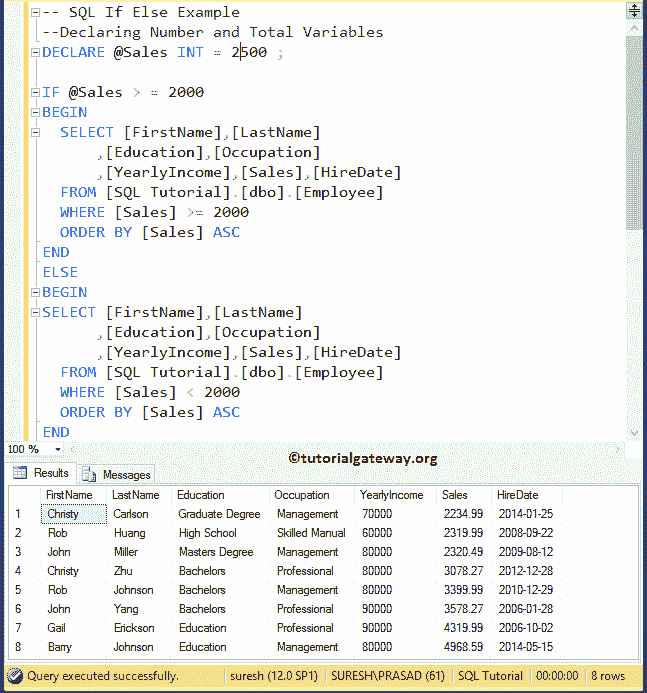 -- SQL If Else Example
--Declaring Number and Total Variables
DECLARE @Sales INT = 2500 ;
IF @Sales > = 2000
BEGIN
SELECT [FirstName],[LastName]
,[Education],[Occupation]
,[YearlyIncome],[Sales],[HireDate]
FROM [SQL Tutorial].[dbo].[Employee]
WHERE [Sales] >= 2000
ORDER BY [Sales] ASC
END
ELSE
BEGIN
SELECT [FirstName],[LastName]
,[Education],[Occupation]
,[YearlyIncome],[Sales],[HireDate]
FROM [SQL Tutorial].[dbo].[Employee]
WHERE [Sales] < 2000
ORDER BY [Sales] ASC
END
100 %
©tutorialgateway.org
Results Messages
FirstName LastName Education Occupation YearlyIncome Sales HireDate
1 Christy Carlson Graduate Degree Management 70000 2234.99 2014-01-25
2 Rob Huang High School Skilled Manual 60000 2319.99 2008-09-22
3 John Miller Masters Degree Management 80000 2320.49 2009-08-12
4 Christy Zhu Bachelors Professional 80000 3078.27 2012-12-28
5 Rob Johnson Bachelors Management 80000 3399.99 2010-12-29
6 John Yang Bachelors Professional 90000 3578.27 2006-01-28
7 Gail Erickson Education Professional 90000 4319.99 2006-10-02
8 Barry Johnson Education Management 80000 4968.59 2014-05-15
Query executed successfully. suresh (12.0 SP1) SURESH\PRASAD (61) SQL Tutorial 00:00:00 8 rows